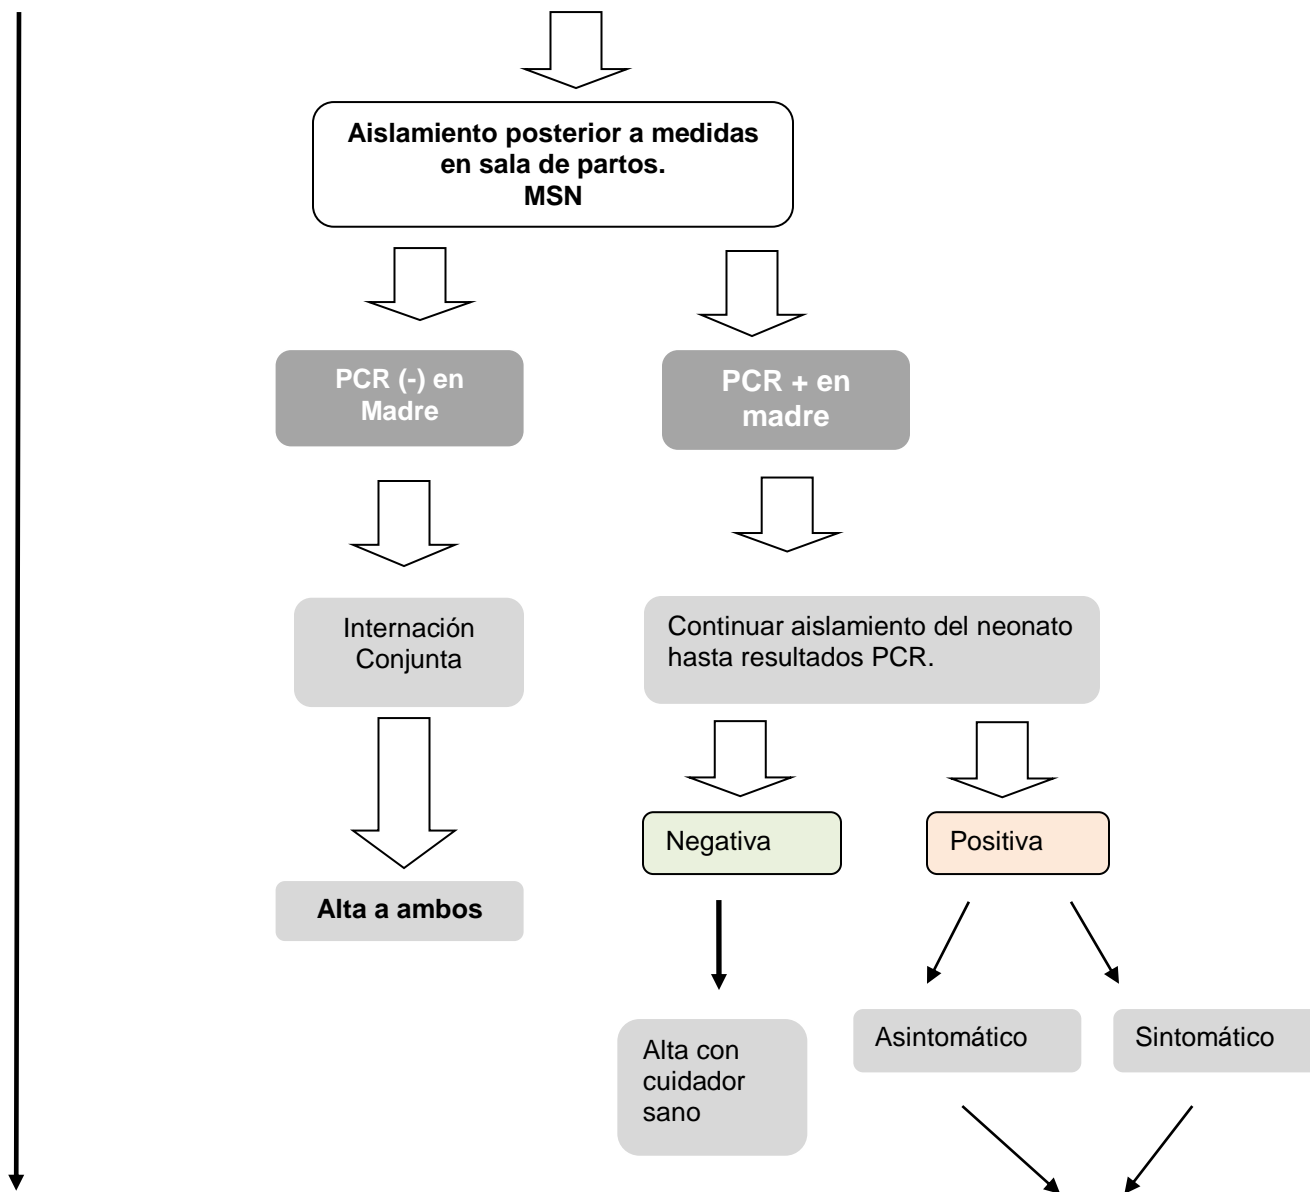 Aislamiento posterior a medidas
en sala de partos.
MSN
PCR (-) en
Madre
PCR + en
madre
Internación
Conjunta
Continuar aislamiento del neonato
hasta resultados PCR.
Negativa
Positiva
Alta a ambos
Alta con
cuidador
sano
Asintomático
Sintomático